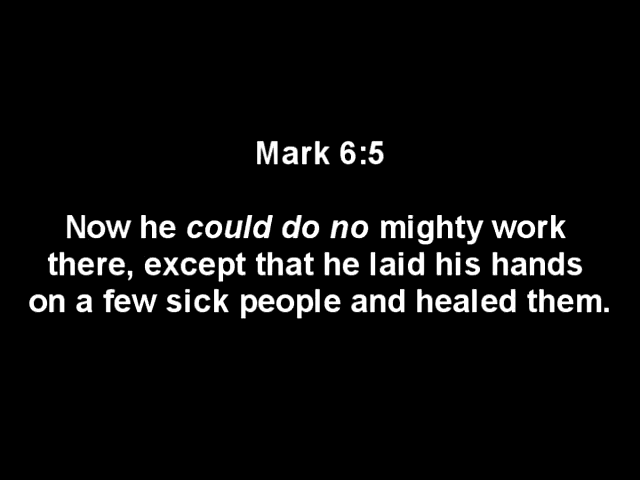 Mark 6:5
Now he could do no mighty work
there, except that he laid his hands
on a few sick people and healed them.